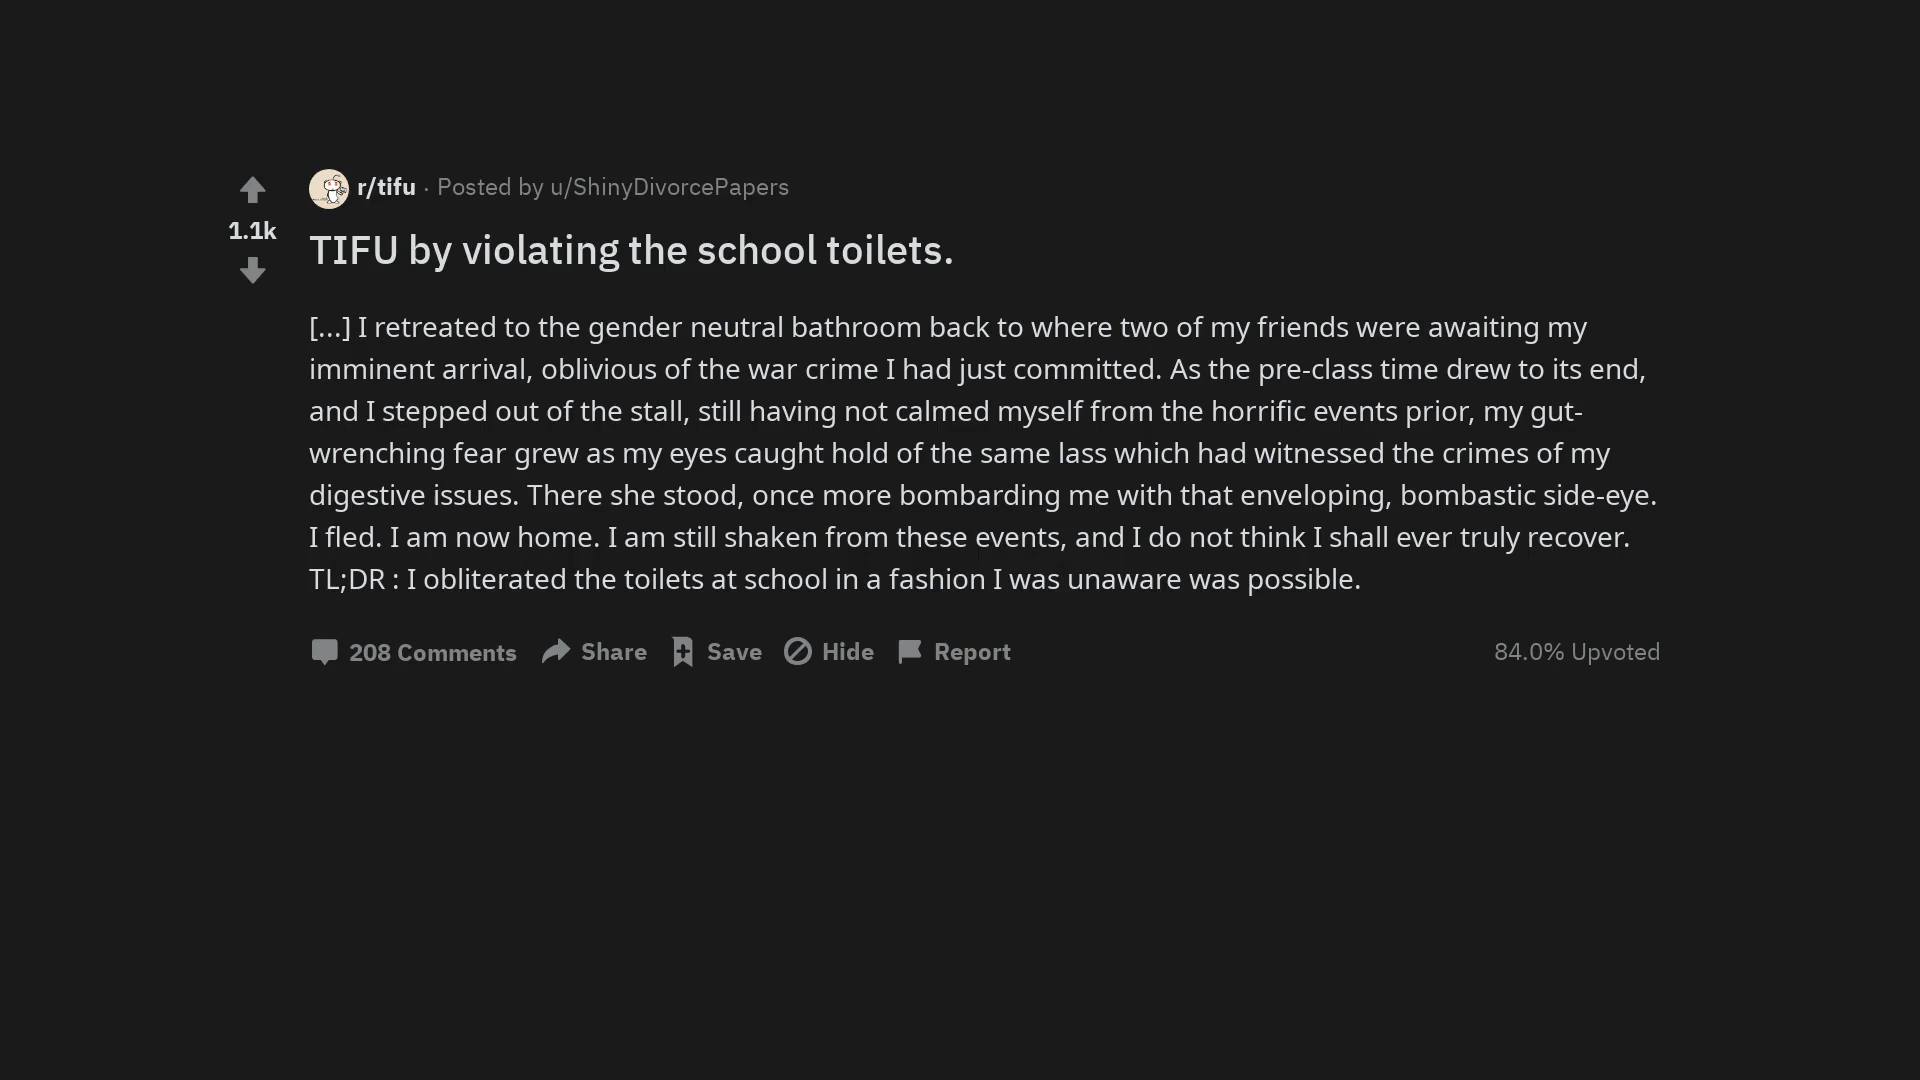 r/tifu · Posted by u/ShinyDivorcePapers
1.1k
TIFU by violating the school toilets.
[...] I retreated to the gender neutral bathroom back to where two of my friends were awaiting my
imminent arrival, oblivious of the war crime I had just committed. As the pre-class time drew to its end,
and I stepped out of the stall, still having not calmed myself from the horrific events prior, my gut-
wrenching fear grew as my eyes caught hold of the same lass which had witnessed the crimes of my
digestive issues. There she stood, once more bombarding me with that enveloping, bombastic side-eye.
I fled. I am now home. I am still shaken from these events, and I do not think I shall ever truly recover.
TL;DR : I obliterated the toilets at school in a fashion I was unaware was possible.
208 Comments Share Save Hide Report 84.0% Upvoted